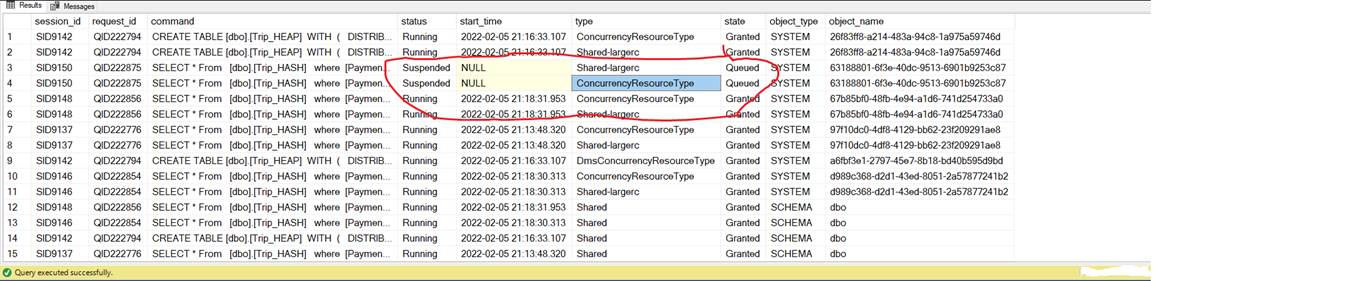 Results Messages
session_id request_id command status start_time type state object_type object_name
1 SID9142 QID222794 CREATE TABLE [dbo].[Trip_HEAP] WITH ( DISTRIB... Running 2022-02-05 21:16:33.107 ConcurrencyResourceType Granted SYSTEM 26f83ff8-a214-483a-94c8-1a975a59746d
2 SID9142 QID222794 CREATE TABLE [dbo].[Trip_HEAP] WITH ( DISTRIB... Running 2022-02-05 21:16:33.107 Shared-largerc Granted SYSTEM 26f83ff8-a214-483a-94c8-1a975a59746d
3 SID9150 QID222875 SELECT * From [dbo].[Trip_HASH] where [Paymen... Suspended NULL Shared-largerc Queued SYSTEM 63188801-6f3e-40dc-9513-6901b9253c87
4 SID9150 QID222875 SELECT * From [dbo].[Trip_HASH] where [Paymen... Suspended NULL ConcurrencyResourceType Queued SYSTEM 63188801-6f3e-40dc-9513-6901b9253c87
5 SID9148 QID222856 SELECT * From [dbo].[Trip_HASH] where [Paymen... Running 2022-02-05 21:18:31.953 ConcurrencyResourceType Granted SYSTEM 67b85bf0-48fb-4e94-a1d6-741d254733a0
6 SID9148 QID222856 SELECT * From [dbo].[Trip_HASH] where [Paymen... Running 2022-02-05 21:18:31.953 Shared-largerc Granted SYSTEM 67b85bf0-48fb-4e94-a1d6-741d254733a0
7 SID9137 QID222776 SELECT * From [dbo].[Trip_HASH] where [Paymen... Running 2022-02-05 21:13:48.320 ConcurrencyResourceType Granted SYSTEM 97f10dc0-4df8-4129-bb62-23f209291ae8
8 SID9137 QID222776 SELECT * From [dbo].[Trip_HASH] where [Paymen... Running 2022-02-05 21:13:48.320 Shared-largerc Granted SYSTEM 97f10dc0-4df8-4129-bb62-23f209291ae8
9 SID9142 QID222794 CREATE TABLE [dbo].[Trip_HEAP] WITH ( DISTRIB... Running 2022-02-05 21:16:33.107 DmsConcurrencyResourceType Granted SYSTEM a6fbf3e1-2797-45e7-8b18-bd40b595d9bd
10 SID9146 QID222854 SELECT * From [dbo].[Trip_HASH] where [Paymen... Running 2022-02-05 21:18:30.313 ConcurrencyResourceType Granted SYSTEM d989c368-d2d1-43ed-8051-2a57877241b2
11 SID9146 QID222854 SELECT * From [dbo].[Trip_HASH] where [Paymen... Running 2022-02-05 21:18:30.313 Shared-largerc Granted SYSTEM d989c368-d2d1-43ed-8051-2a57877241b2
12 SID9148 QID222856 SELECT * From [dbo].[Trip_HASH] where [Paymen... Running 2022-02-05 21:18:31.953 Shared Granted SCHEMA dbo
13 SID9146 QID222854 SELECT * From [dbo].[Trip_HASH] where [Paymen... Running 2022-02-05 21:18:30.313 Shared Granted SCHEMA dbo
14 SID9142 QID222794 CREATE TABLE [dbo].[Trip_HEAP] WITH ( DISTRIB... Running 2022-02-05 21:16:33.107 Shared Granted SCHEMA dbo
15 SID9137 QID222776 SELECT * From [dbo].[Trip_HASH] where [Paymen... Running 2022-02-05 21:13:48.320 Shared Granted SCHEMA dbo
Query executed successfully.